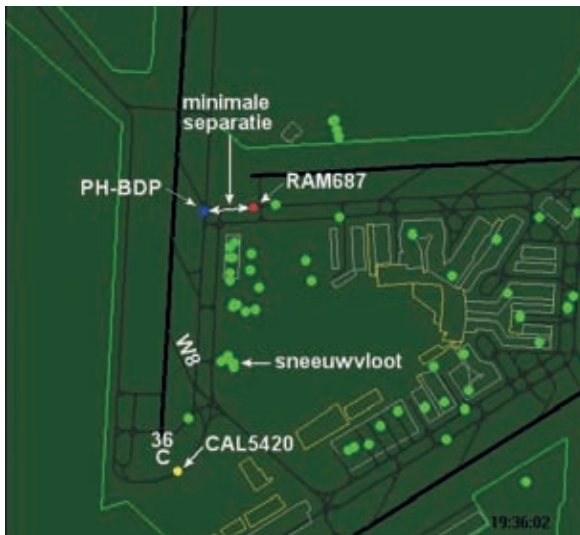 minimale
separatie
PH-BDP
RAM687
W8
sneeuwvloot
36
C
CAL5420
19:36:02